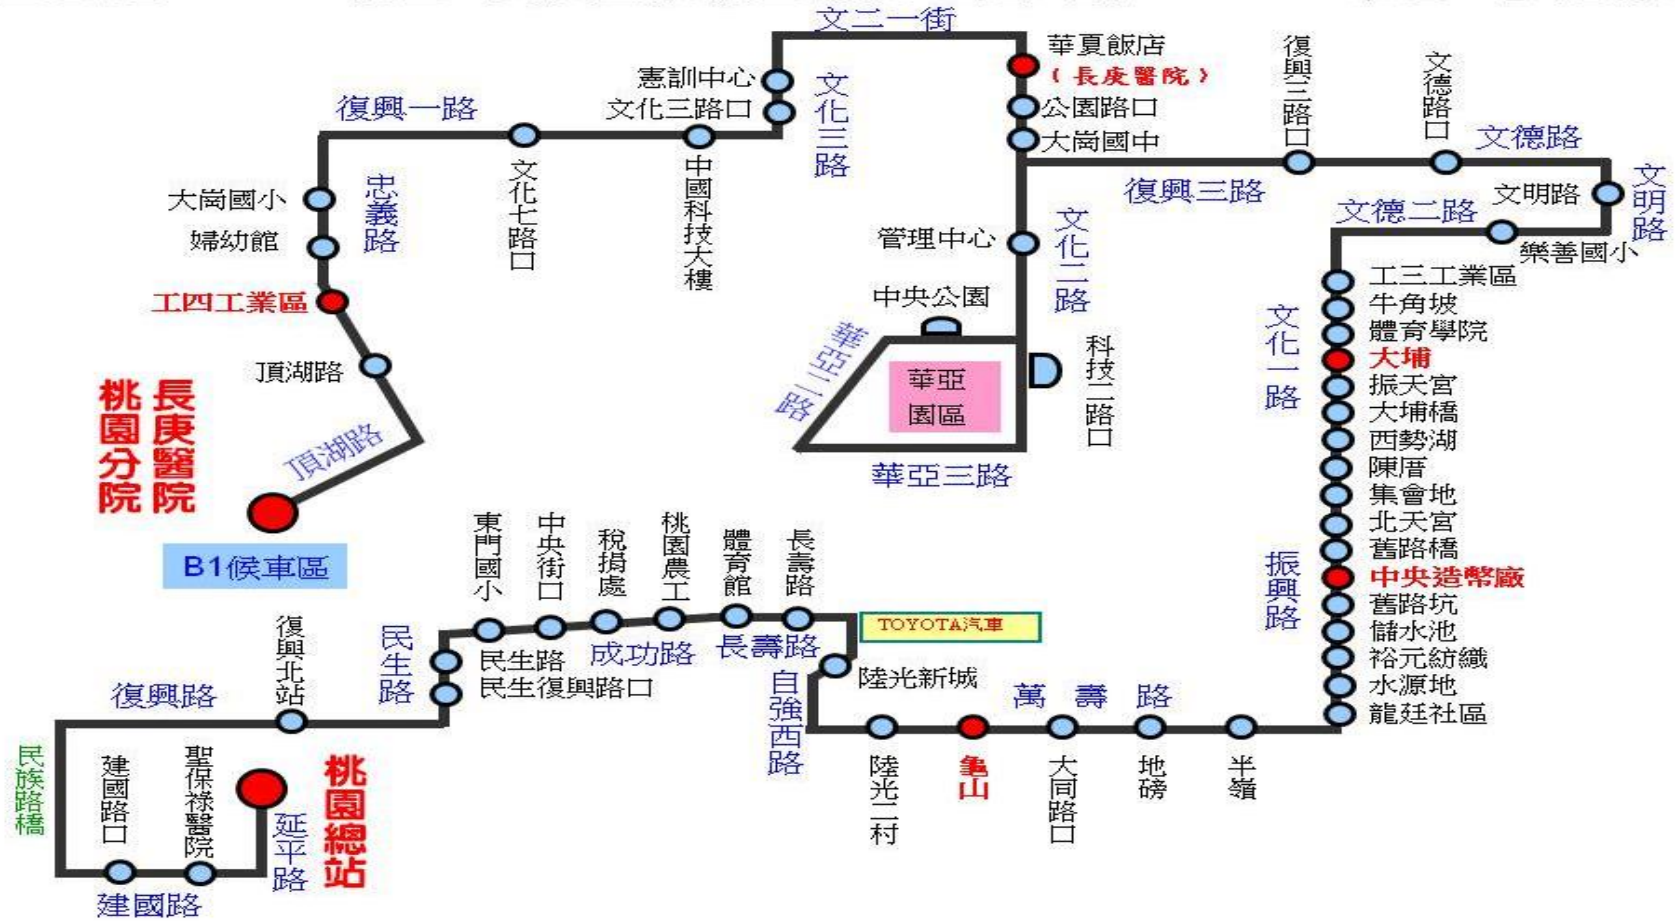 文二一街
華夏飯店
（長庚醫院）
公園路口
大崗國中
復興三路口
文德路口
文德路
文明路
文明路
復興三路
文德二路
樂善國小
憲訓中心
文化三路口
文化三路
復興一路
文化七路口
中國科技大樓
大崗國小
忠義路
婦幼館
工四工業區
頂湖路
頂湖路
長庚醫院
桃園分院
B1候車區
管理中心
文化二路
中央公園
華亞二路
華亞
園區
科技二路口
華亞三路
工三工業區
牛角坡
體育學院
大埔
振天宮
大埔橋
西勢湖
陳厝
集會地
北天宮
舊路橋
中央造幣廠
舊路坑
儲水池
裕元紡織
水源地
龍廷社區
文化一路
振興路
東門國小
中央街口
稅捐處
桃園農工
體育館
長壽路
TOYOTA汽車
民生路
民生路
民生復興路口
成功路
長壽路
陸光新城
自強西路
萬壽路
陸光二村
龜山
大同路口
地磅
半嶺
復興北站
復興路
民族路橋
建國路口
聖保祿醫院
延平路
桃園總站
建國路